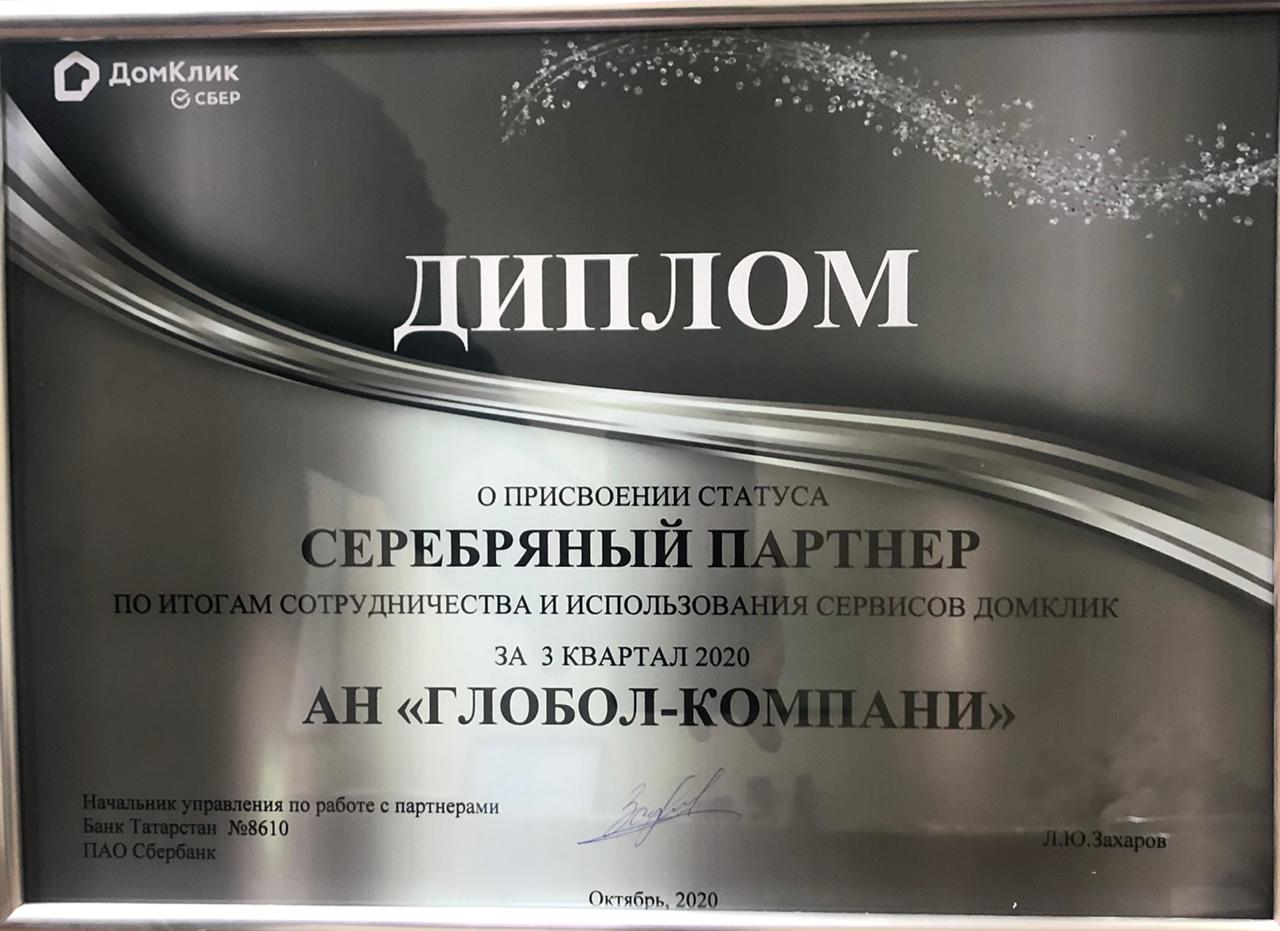 ДомКлик
СБЕР
ДИПЛОМ
О ПРИСВОЕНИИ СТАТУСА
СЕРЕБРЯНЫЙ ПАРТНЕР
ПО ИТОГАМ СОТРУДНИЧЕСТВА И ИСПОЛЬЗОВАНИЯ СЕРВИСОВ ДОМКЛИК
ЗА 3 КВАРТАЛ 2020
АН «ГЛОБОЛ-КОМПАНИ»
Начальник управления по работе с партнерами
Банк Татарстан №8610
ПАО Сбербанк
Л.Ю.Захаров
Октябрь, 2020